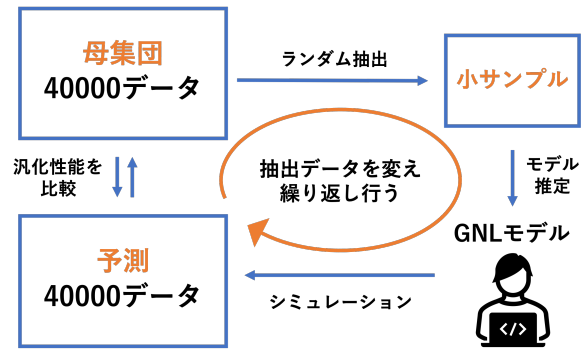 母集団
40000データ
ランダム抽出
小サンプル
汎化性能を
比較
抽出データを変え
繰り返し行う
モデル
推定
GNLモデル
予測
40000データ
シミュレーション
</>